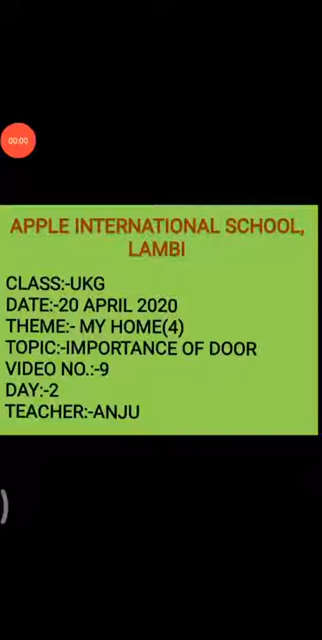 00:00
APPLE INTERNATIONAL SCHOOL,
LAMBI
CLASS:-UKG
DATE:-20 APRIL 2020
THEME:- MY HOME(4)
TOPIC:-IMPORTANCE OF DOOR
VIDEO NO.:-9
DAY:-2
TEACHER:-ANJU